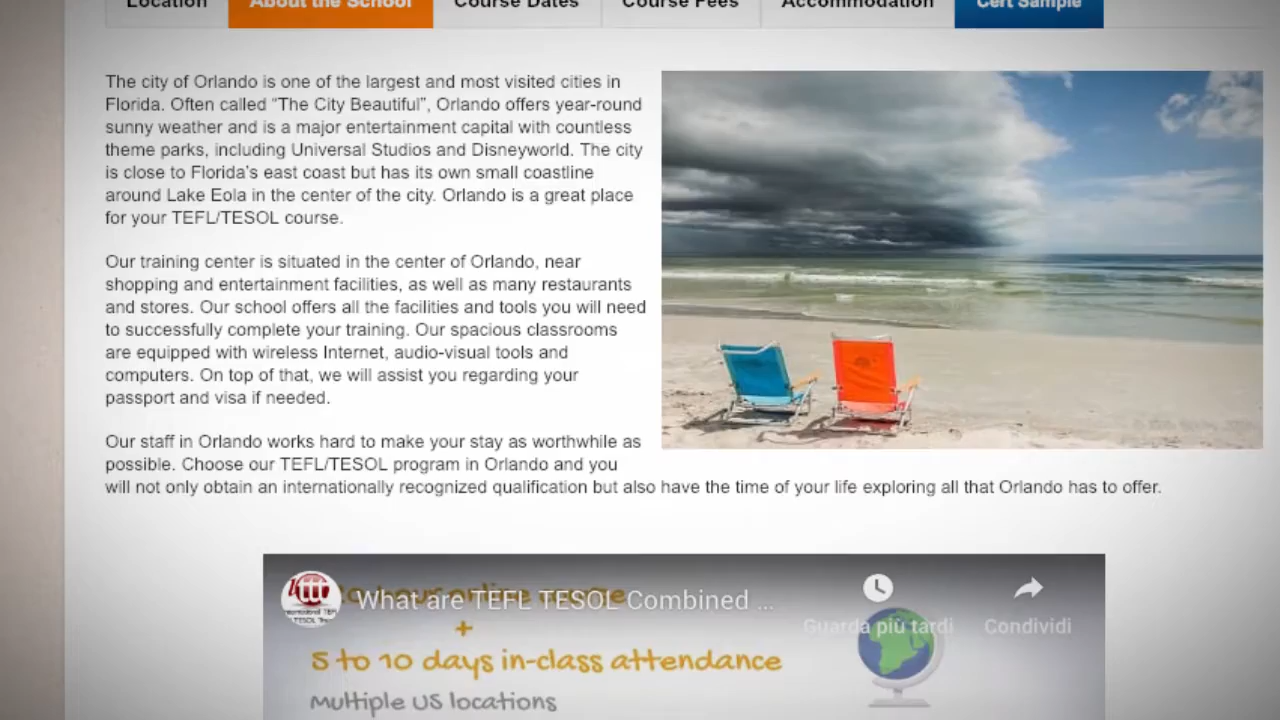 Location About the School Course Dates Course Fees Accommodation Cert Sample
The city of Orlando is one of the largest and most visited cities in
Florida. Often called “The City Beautiful”, Orlando offers year-round
sunny weather and is a major entertainment capital with countless
theme parks, including Universal Studios and Disneyworld. The city
is close to Florida's east coast but has its own small coastline
around Lake Eola in the center of the city. Orlando is a great place
for your TEFL/TESOL course.
Our training center is situated in the center of Orlando, near
shopping and entertainment facilities, as well as many restaurants
and stores. Our school offers all the facilities and tools you will need
to successfully complete your training. Our spacious classrooms
are equipped with wireless Internet, audio-visual tools and
computers. On top of that, we will assist you regarding your
passport and visa if needed.
Our staff in Orlando works hard to make your stay as worthwhile as
possible. Choose our TEFL/TESOL program in Orlando and you
will not only obtain an internationally recognized qualification but also have the time of your life exploring all that Orlando has to offer.
What are TEFL TESOL Combined ...
Guarda più tardi Condividi
+
5 to 10 days in-class attendance
multiple US locations